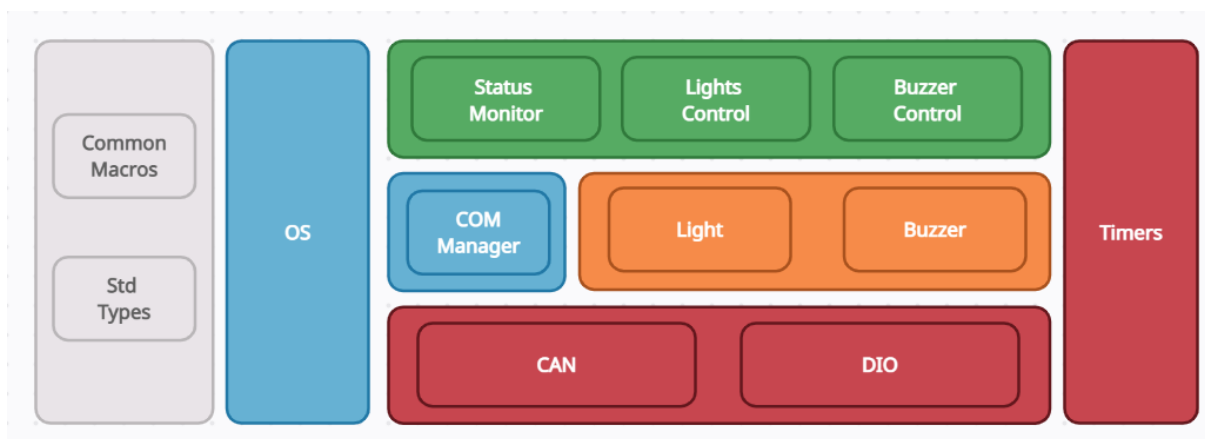 Common
Macros
Std
Types
OS
Status
Monitor
Lights
Control
Buzzer
Control
COM
Manager
Light
Buzzer
CAN
DIO
Timers